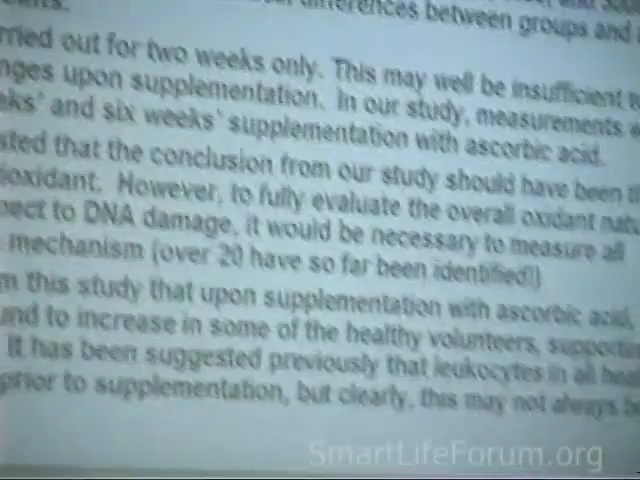 differences between groups and
rried out for two weeks only. This may well be insufficient
nges upon supplementation. In our study, measurements
eks' and six weeks' supplementation with ascorbic acid.
sted that the conclusion from our study should have been
ioxidant. However, to fully evaluate the overall oxidant natu
pect to DNA damage, it would be necessary to measure all
mechanism (over 20 have so far been identified!)
m this study that upon supplementation with ascorbic acid,
und to increase in some of the healthy volunteers, supportin
It has been suggested previously that leukocytes in all heal
prior to supplementation, but clearly, this may not always b
SmartLifeForum.org